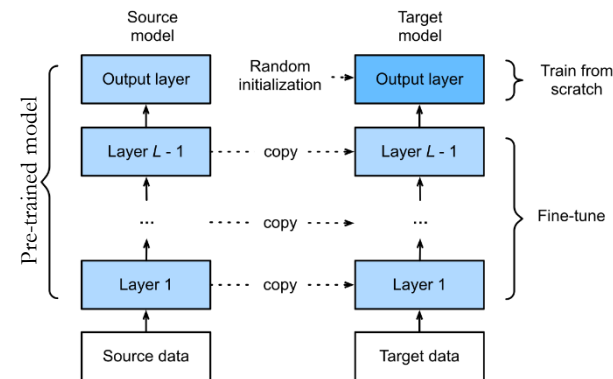 Source
model
Target
model
Pre-trained model
Output layer
Random
initialization
Output layer
Train from
scratch
Layer L - 1
copy
Layer L - 1
...
copy
...
Fine-tune
Layer 1
copy
Layer 1
Source data
Target data